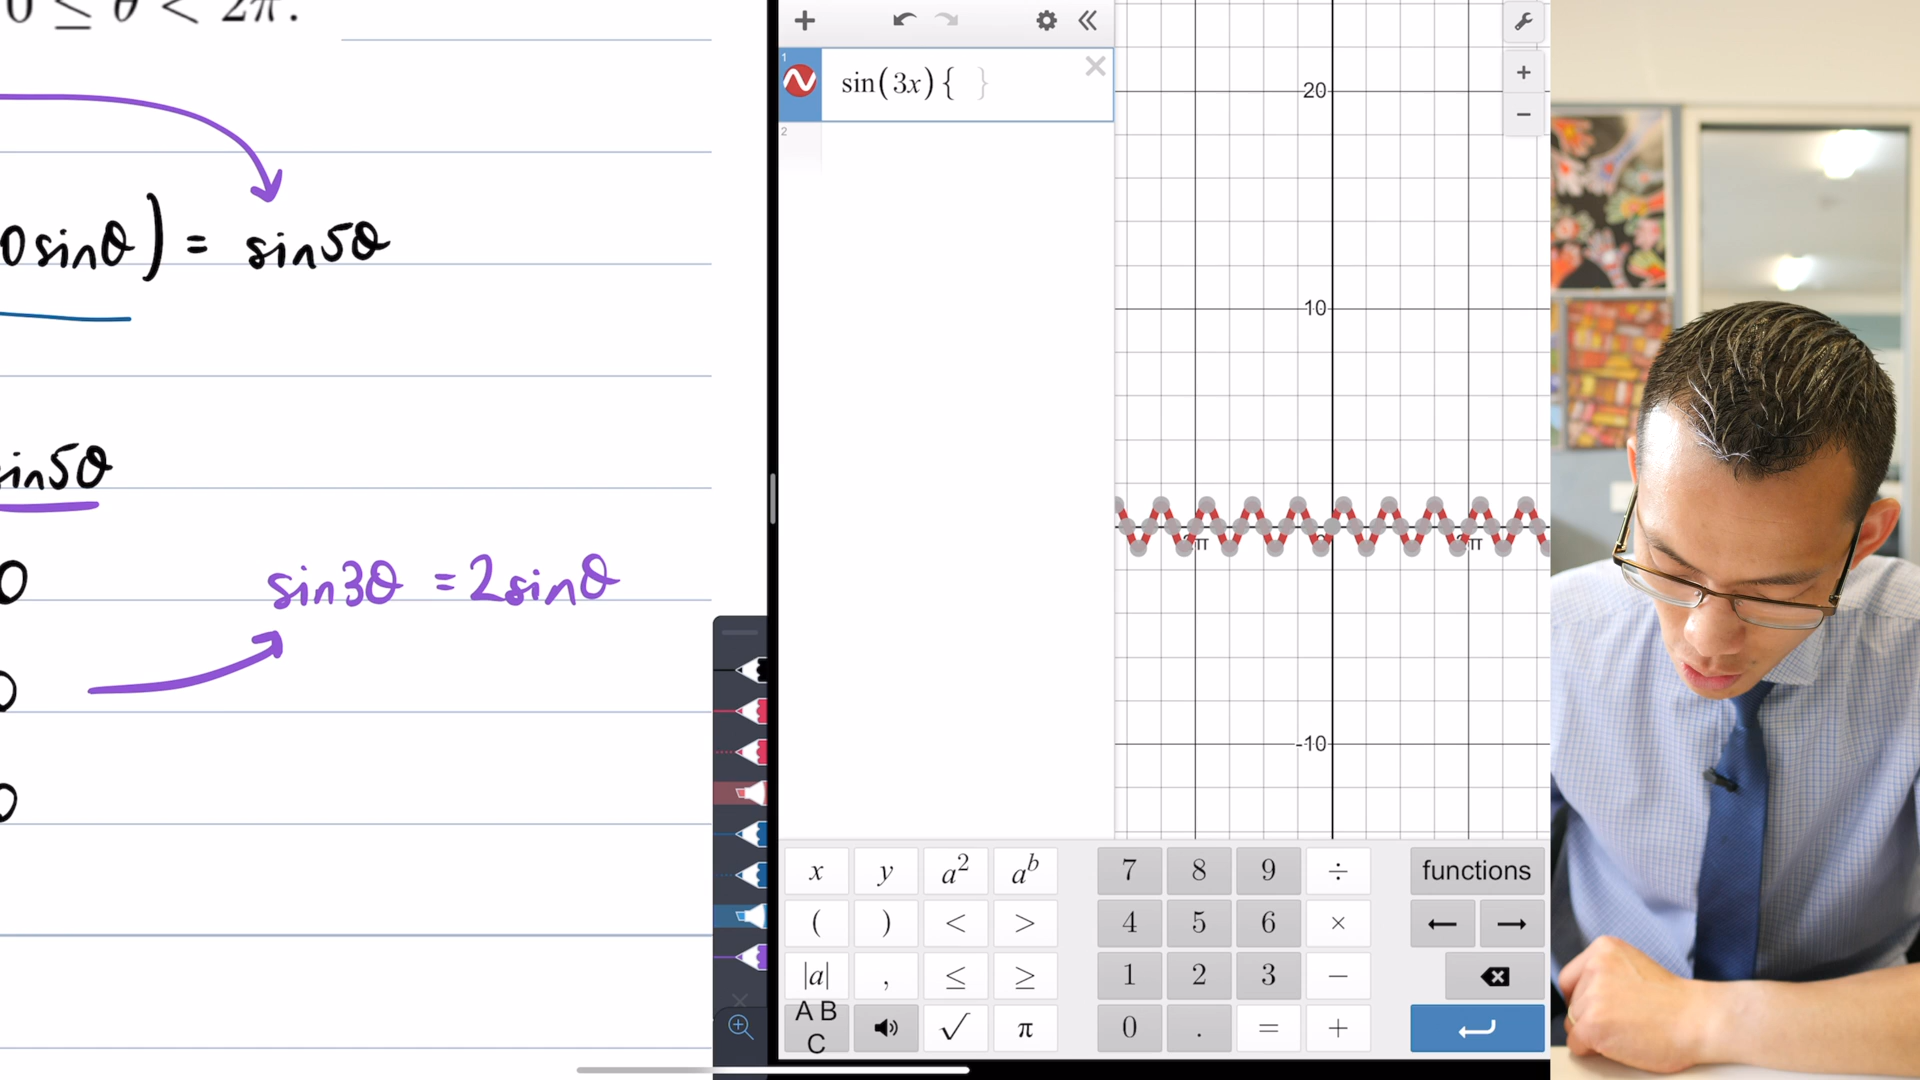 0 ≤ θ < 2π.
0sinθ) = sin5θ
in5θ
0
sin3θ = 2sinθ
0
0
1
sin(3x){ }
2
20
10
0
-10
π
π
x y a² aᵇ 7 8 9 ÷ functions
( ) < > 4 5 6 × ← →
|a| , ≤ ≥ 1 2 3 −
A B C √ π 0 . = +